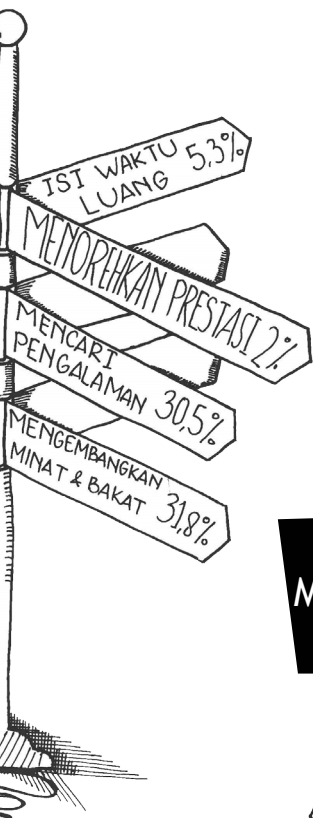 ISI WAKTU 5,3%
LUANG
MENOREHKAN PRESTASI 2%
MENCARI
PENGALAMAN 30,5%
MENGEMBANGKAN
MINAT & BAKAT 31,8%
M